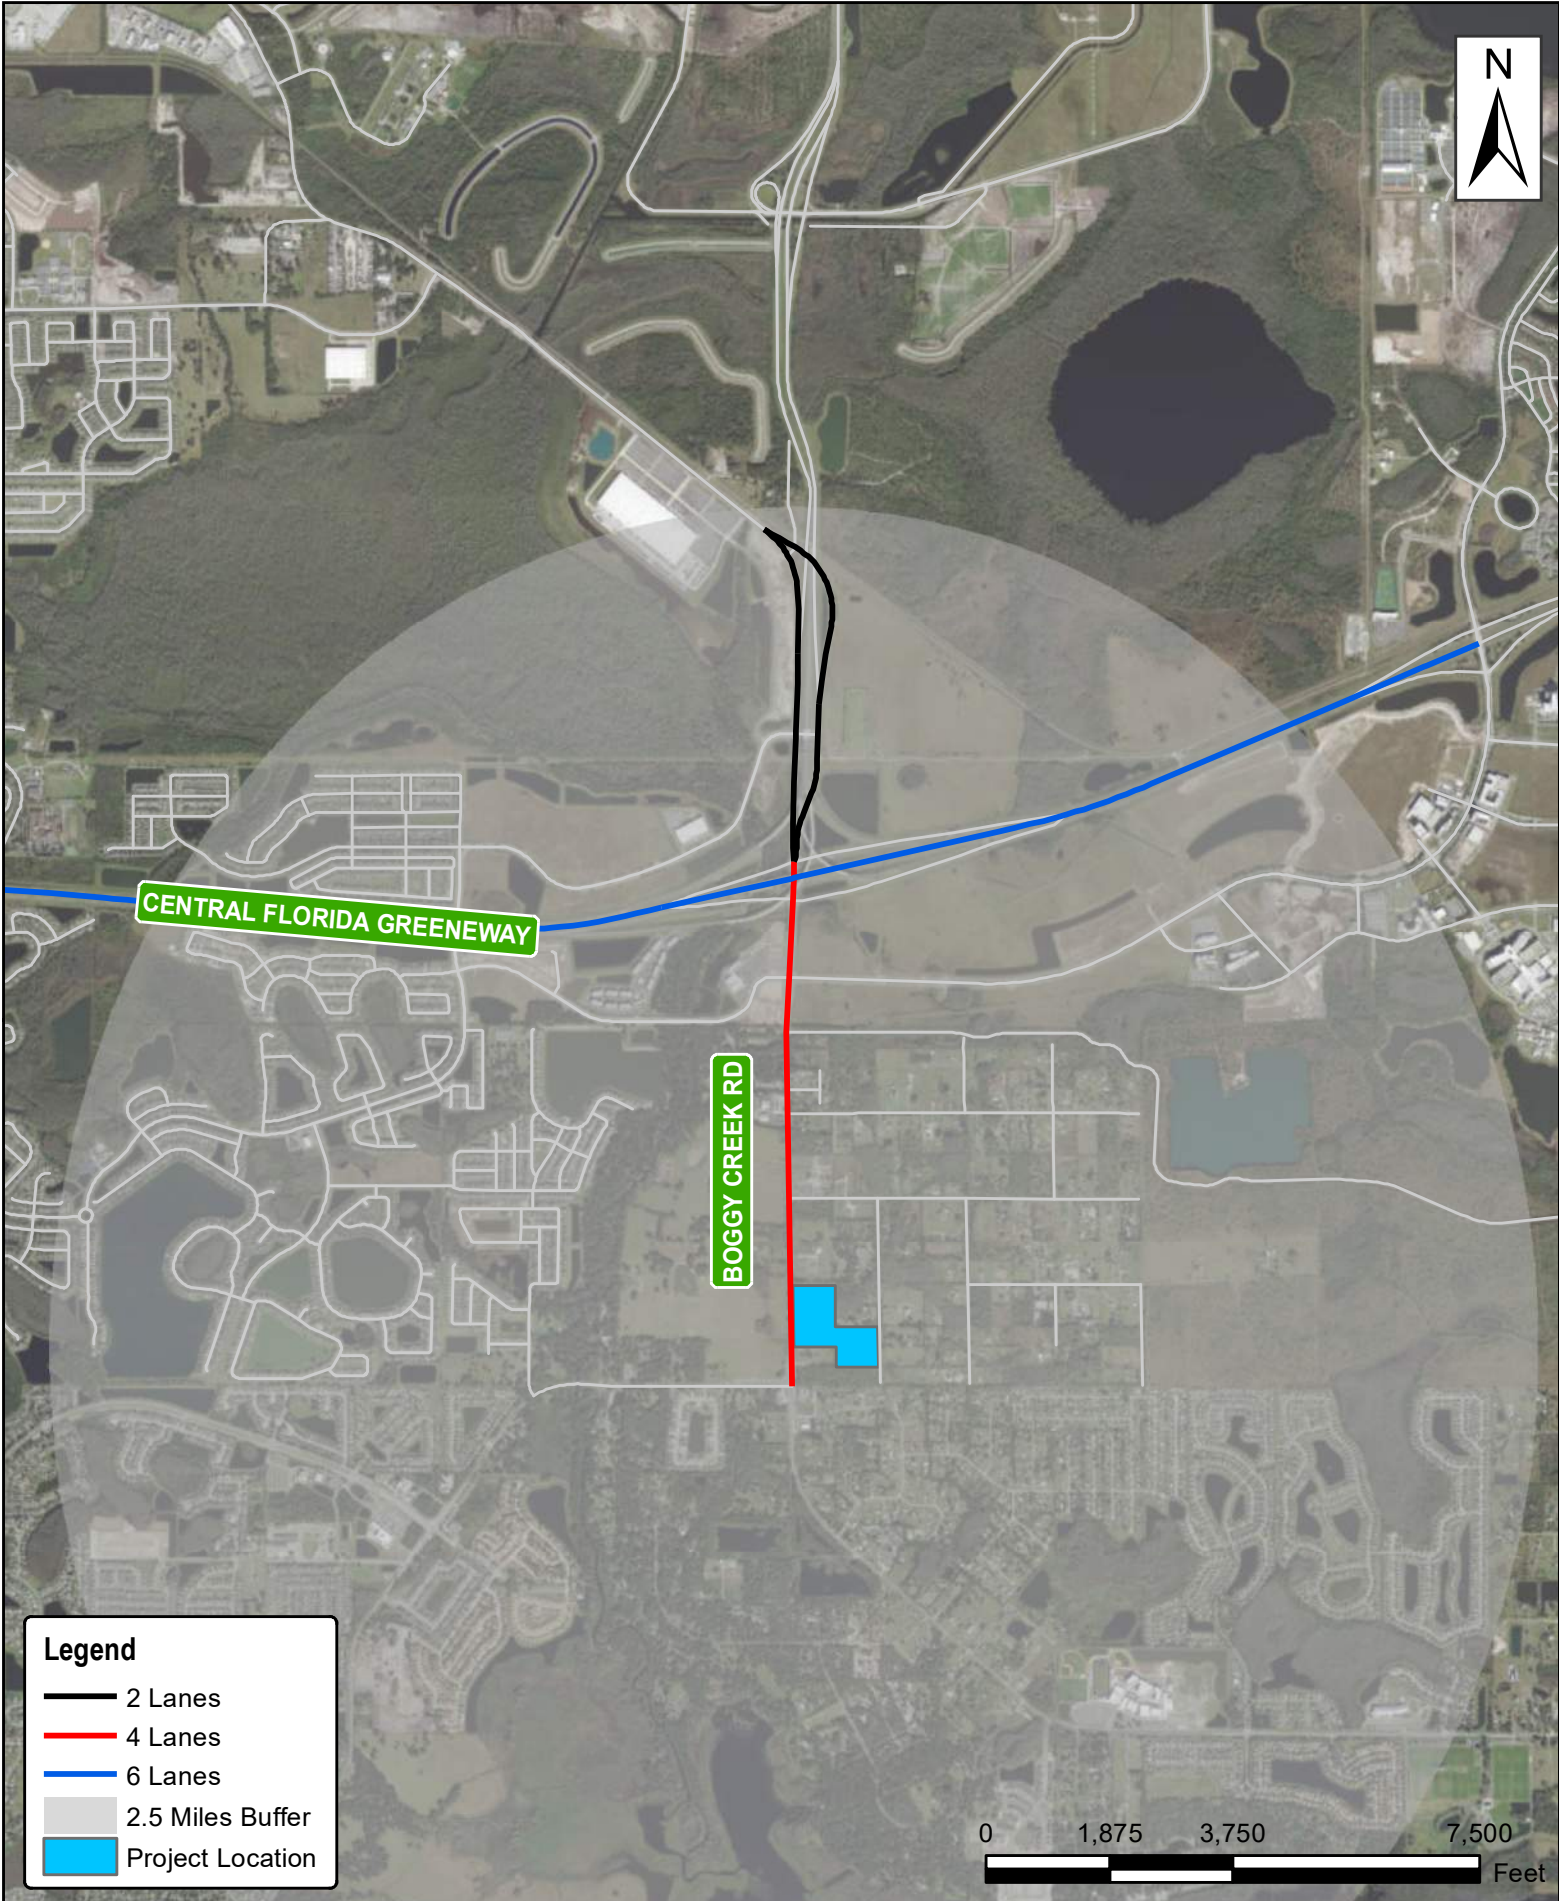 N
CENTRAL FLORIDA GREENEWAY
BOGGY CREEK RD
Legend
2 Lanes
4 Lanes
6 Lanes
2.5 Miles Buffer
Project Location
0 1,875 3,750 7,500
Feet